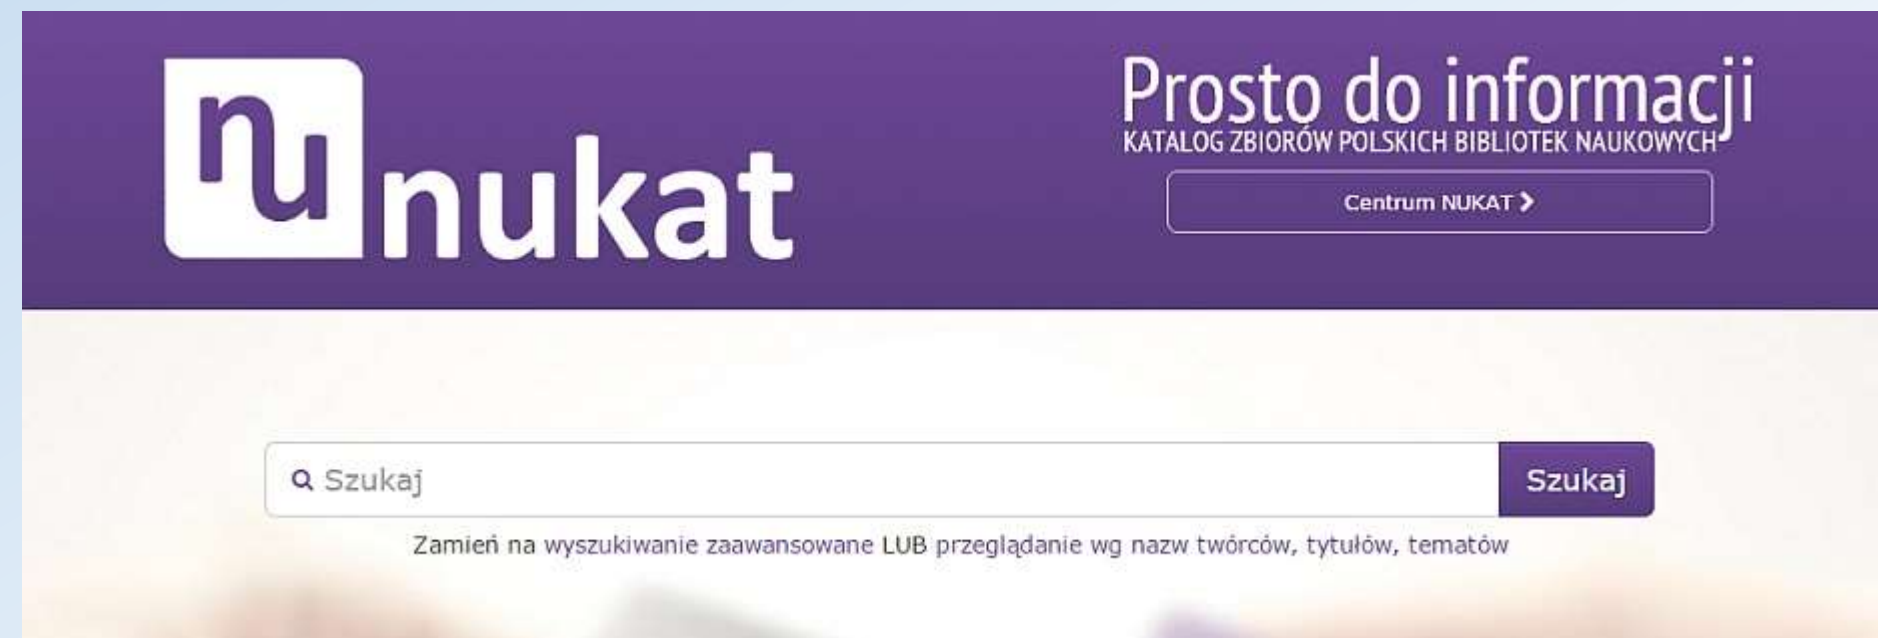 nu nukat
Prosto do informacji
KATALOG ZBIORÓW POLSKICH BIBLIOTEK NAUKOWYCH
Centrum NUKAT
Szukaj
Szukaj
Zamień na wyszukiwanie zaawansowane LUB przeglądanie wg nazw twórców, tytułów, tematów